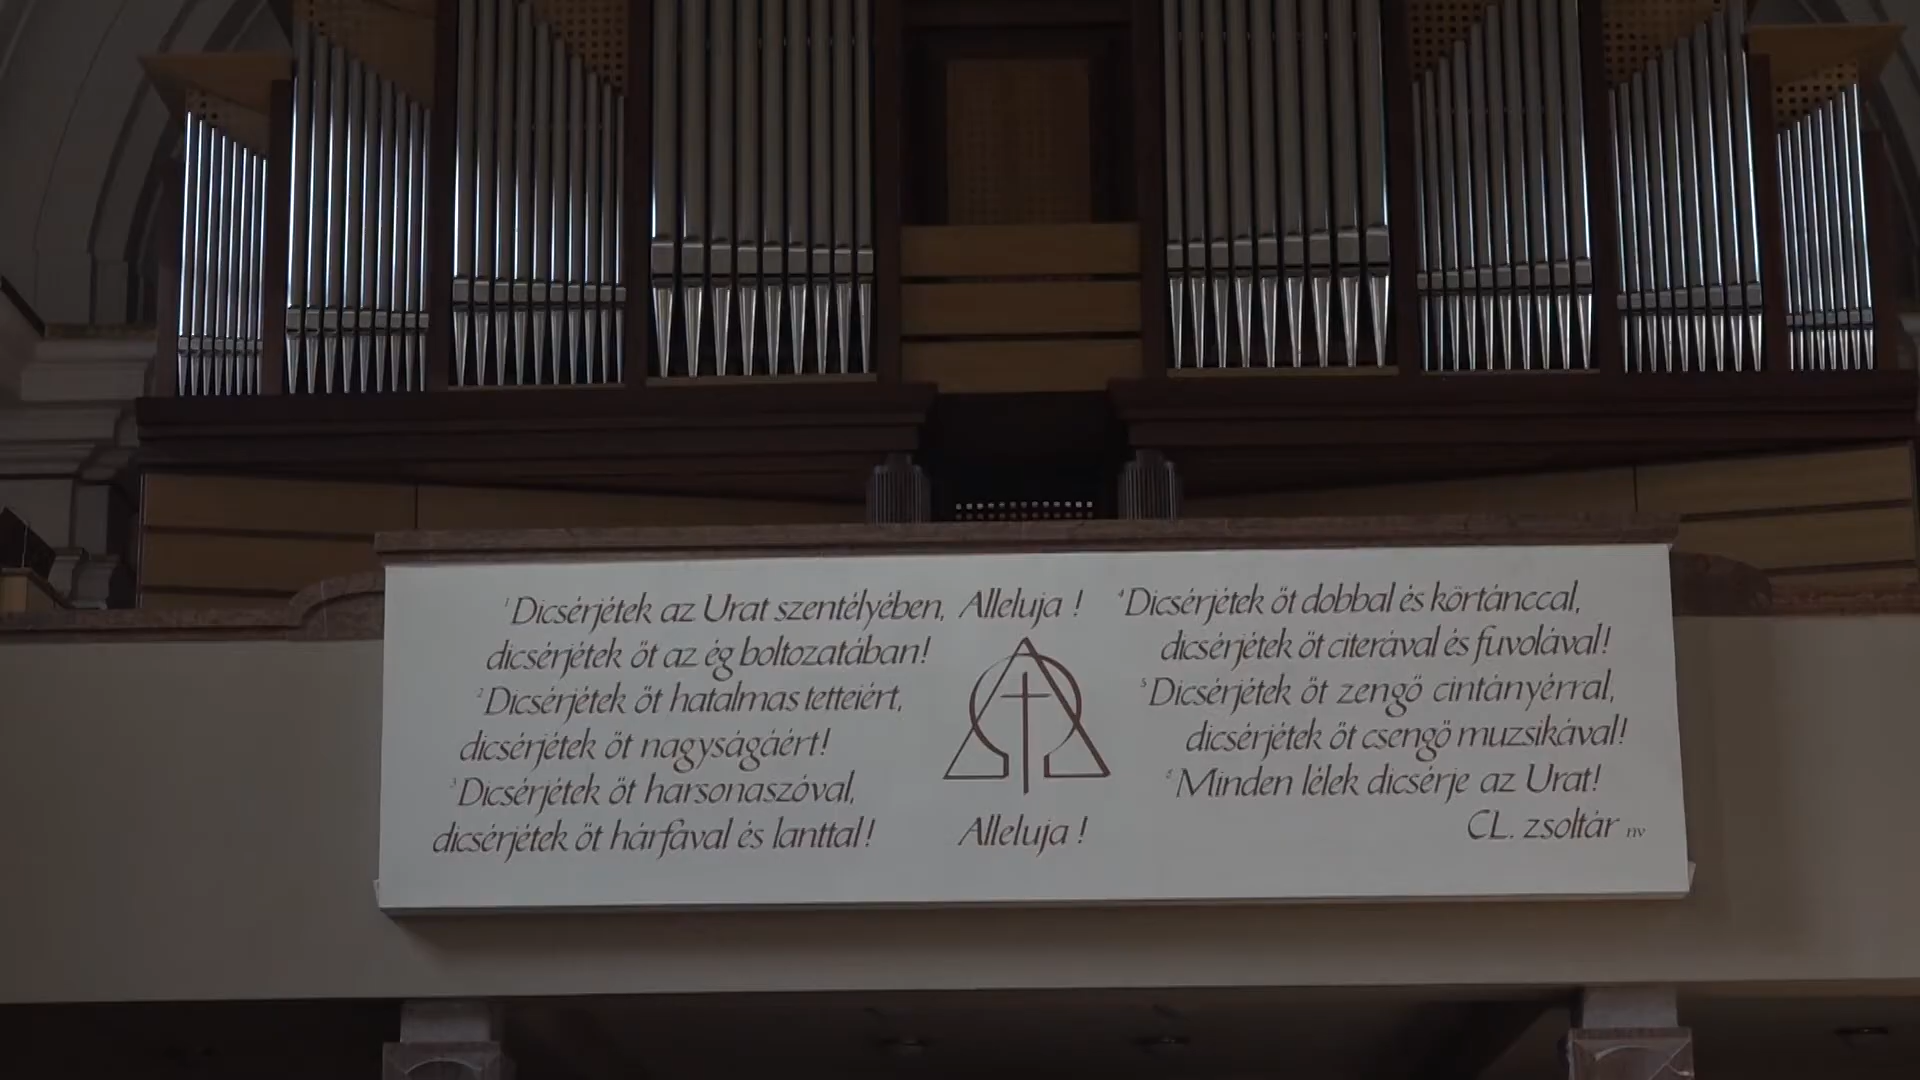 ¹Dicsérjétek az Urat szentélyében,
dicsérjétek őt az ég boltozatában!
²Dicsérjétek őt hatalmas tetteiért,
dicsérjétek őt nagyságáért!
³Dicsérjétek őt harsonaszóval,
dicsérjétek őt hárfával és lanttal!
Alleluja !
Alleluja !
⁴Dicsérjétek őt dobbal és körtánccal,
dicsérjétek őt citerával és fuvolával!
⁵Dicsérjétek őt zengő cintányérral,
dicsérjétek őt csengő muzsikával!
⁶Minden lélek dicsérje az Urat!
CL. zsoltár nv